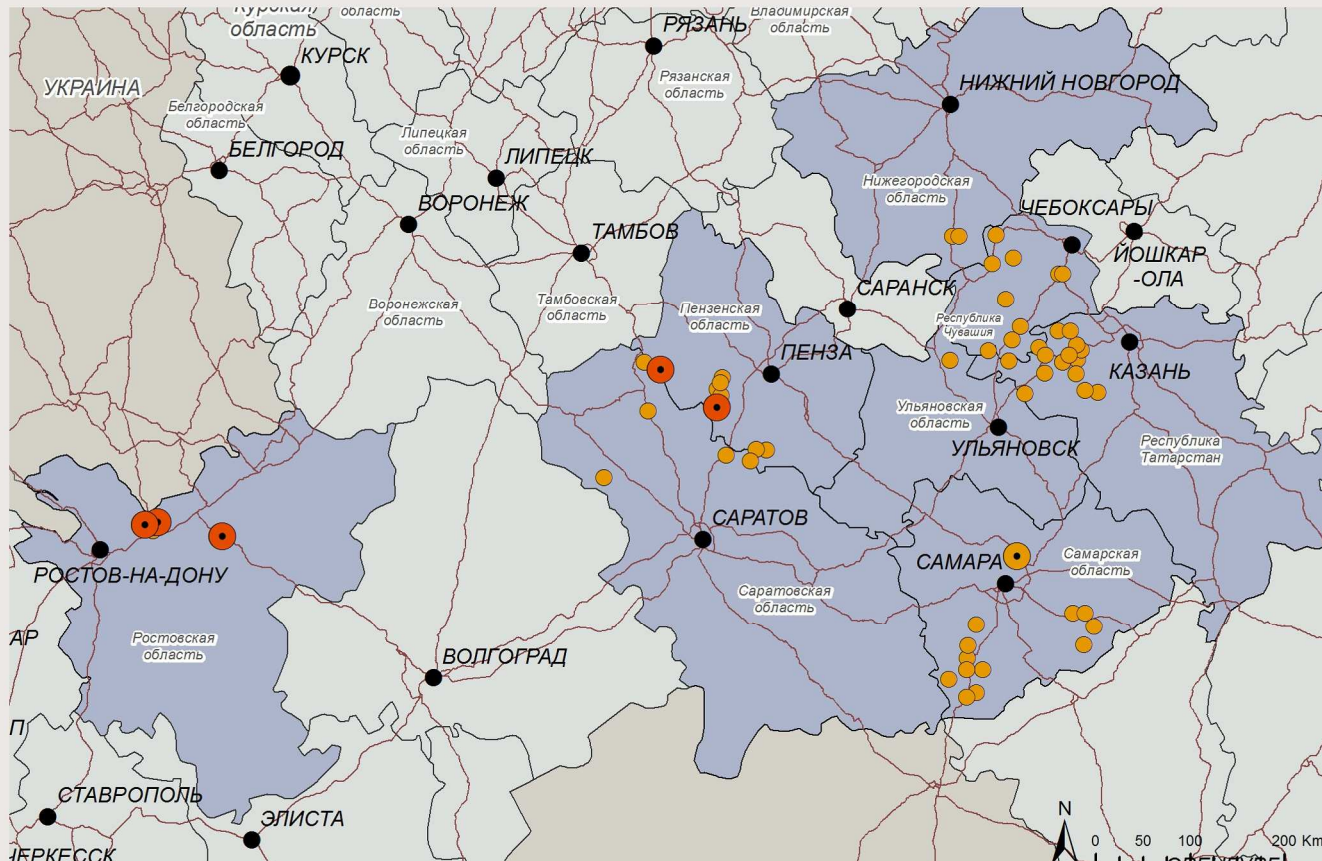 Курская
область
область
Владимирская
область
РЯЗАНЬ
КУРСК
УКРАИНА
Рязанская
область
НИЖНИЙ НОВГОРОД
Белгородская
область
Липецкая
область
БЕЛГОРОД
ЛИПЕЦК
Нижегородская
область
ВОРОНЕЖ
ЧЕБОКСАРЫ
ТАМБОВ
ЙОШКАР
-ОЛА
САРАНСК
Воронежская
область
Тамбовская
область
Пензенская
область
Республика
Чувашия
ПЕНЗА
КАЗАНЬ
Ульяновская
область
УЛЬЯНОВСК
Республика
Татарстан
САРАТОВ
САМАРА
Самарская
область
РОСТОВ-НА-ДОНУ
Саратовская
область
АР
Ростовская
область
ВОЛГОГРАД
П
СТАВРОПОЛЬ
ЭЛИСТА
N
0 50 100 200 Km
ЧЕРКЕССК